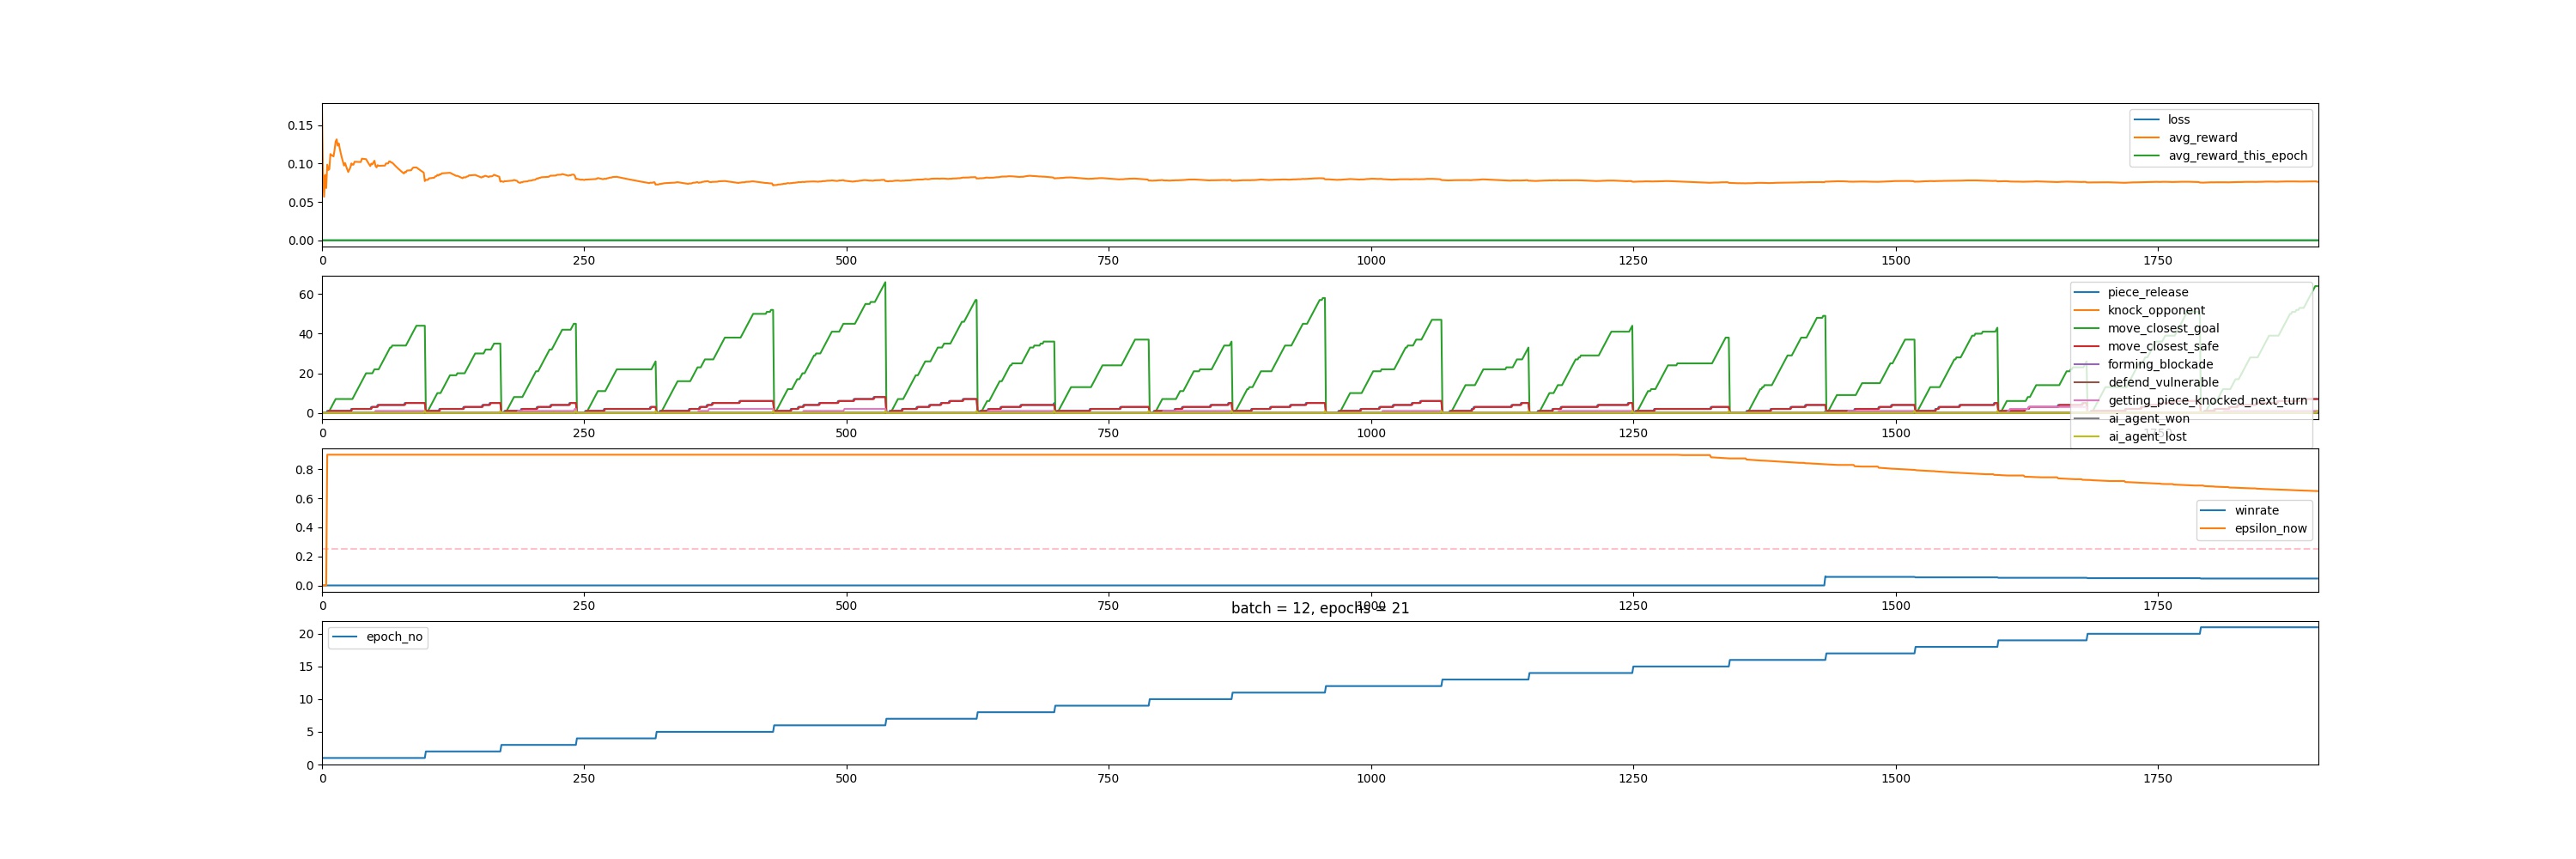 0.15
0.10
0.05
0.00
loss
avg_reward
avg_reward_this_epoch
0 250 500 750 1000 1250 1500 1750
60
40
20
0
piece_release
knock_opponent
move_closest_goal
move_closest_safe
forming_blockade
defend_vulnerable
getting_piece_knocked_next_turn
ai_agent_won
ai_agent_lost
0 250 500 750 1000 1250 1500 1750
0.8
0.6
0.4
0.2
0.0
winrate
epsilon_now
0 250 500 750 1000 1250 1500 1750
batch = 12, epochs = 21
20
15
10
5
0
epoch_no
0 250 500 750 1000 1250 1500 1750